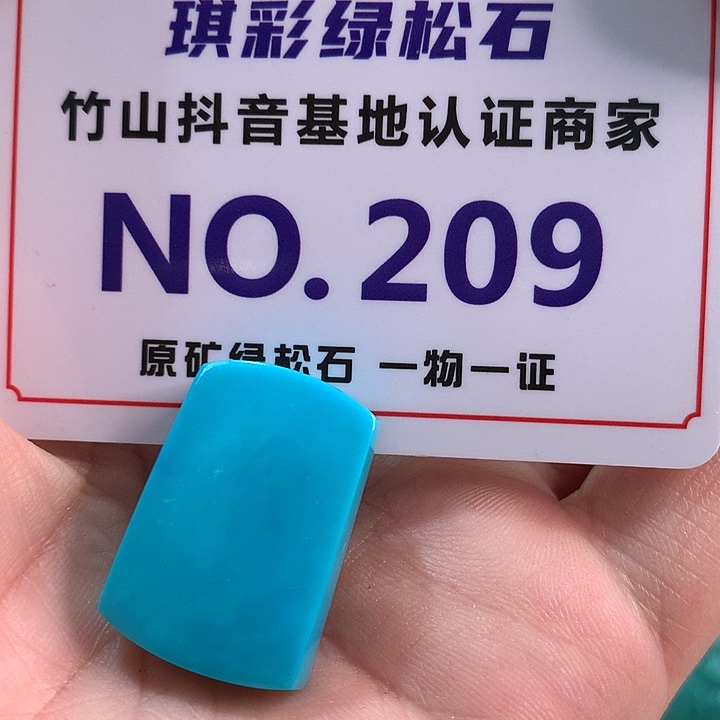 琪彩绿松石
竹山抖音基地认证商家
NO.209
原矿绿松石 一物一证